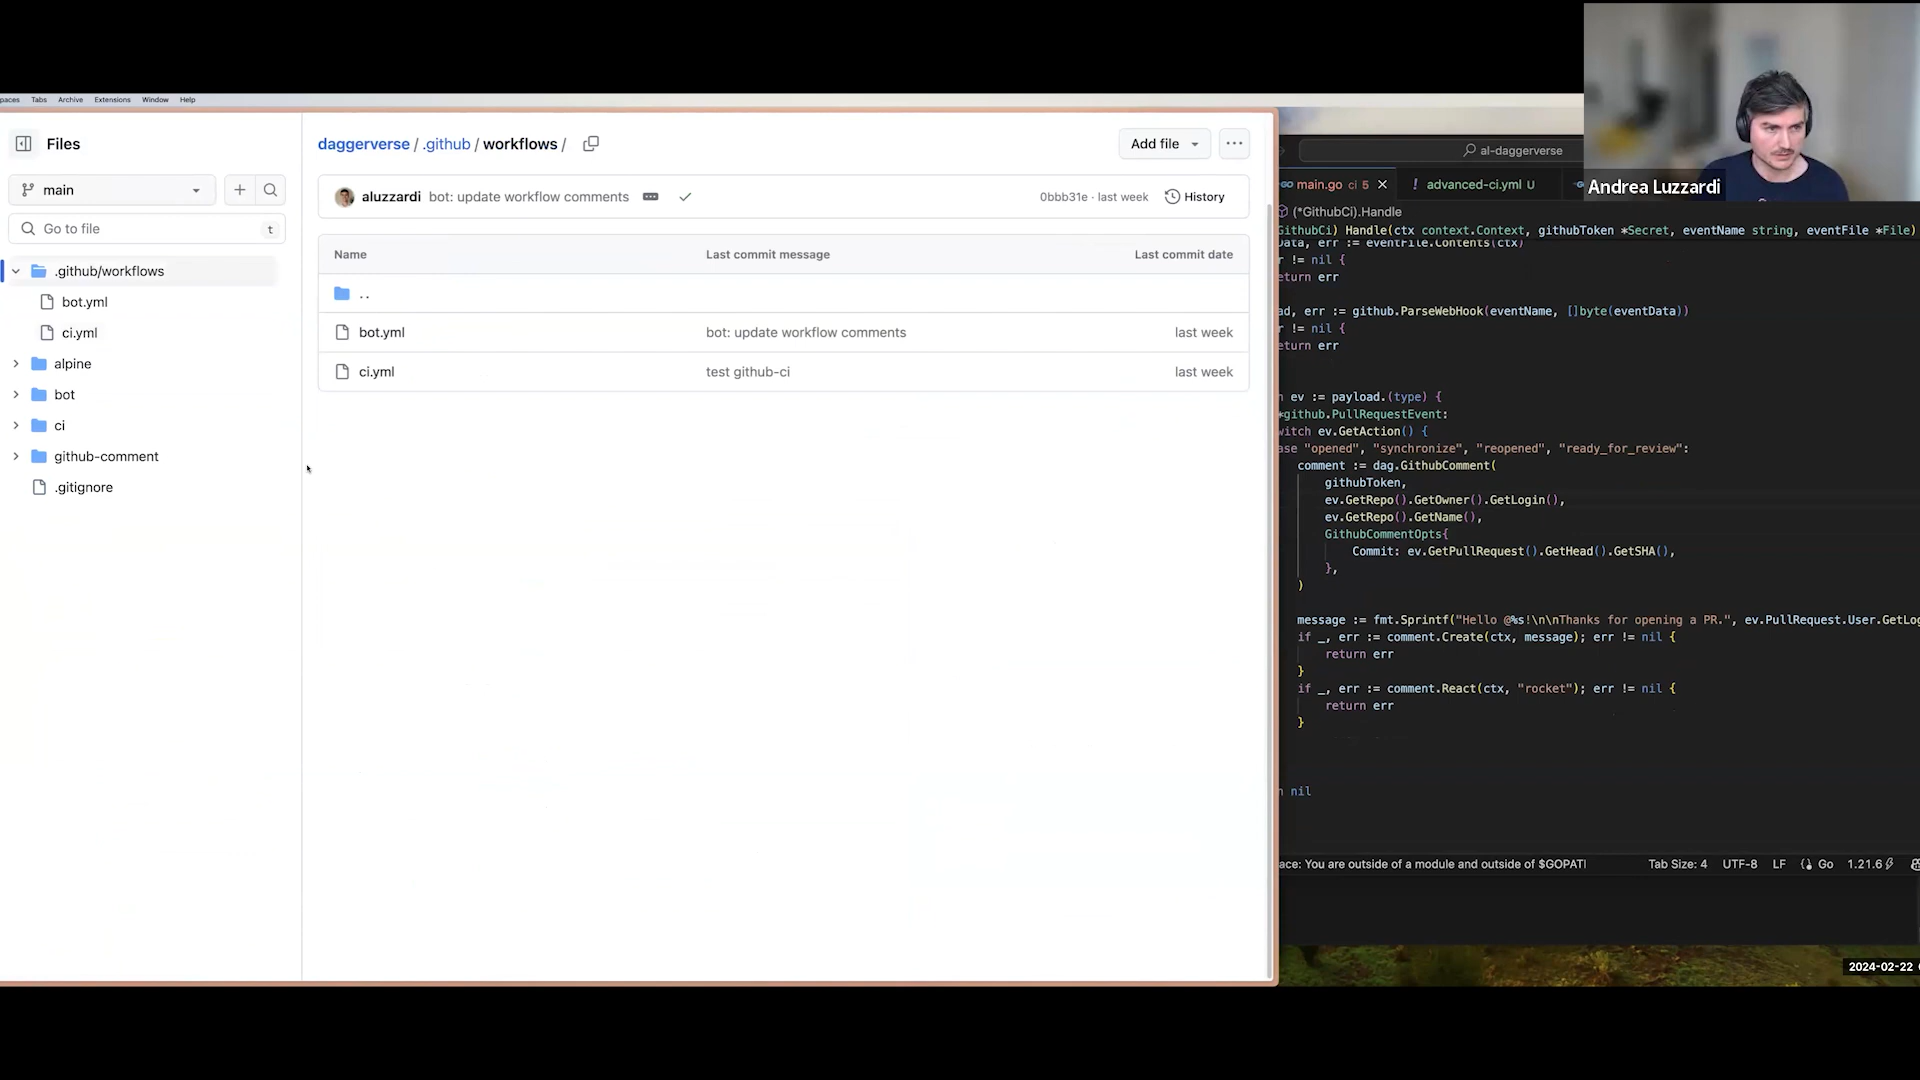 paces Tabs Archive Extensions Window Help
Files
main
Go to file t
.github/workflows
bot.yml
ci.yml
alpine
bot
ci
github-comment
.gitignore
daggerverse / .github / workflows /
Add file
aluzzardi bot: update workflow comments
0bbb31e · last week History
Name Last commit message Last commit date
..
bot.yml bot: update workflow comments last week
ci.yml test github-ci last week
al-daggerverse
main.go ci 5 advanced-ci.yml U
(*GithubCi).Handle
GithubCi) Handle(ctx context.Context, githubToken *Secret, eventName string, eventFile *File)
Data, err := eventFile.Contents(ctx)
r != nil {
eturn err
ad, err := github.ParseWebHook(eventName, []byte(eventData))
r != nil {
eturn err
h ev := payload.(type) {
*github.PullRequestEvent:
witch ev.GetAction() {
ase "opened", "synchronize", "reopened", "ready_for_review":
comment := dag.GithubComment(
githubToken,
ev.GetRepo().GetOwner().GetLogin(),
ev.GetRepo().GetName(),
GithubCommentOpts{
Commit: ev.GetPullRequest().GetHead().GetSHA(),
},
)
message := fmt.Sprintf("Hello @%s!\n\nThanks for opening a PR.", ev.PullRequest.User.GetLog
if _, err := comment.Create(ctx, message); err != nil {
return err
}
if _, err := comment.React(ctx, "rocket"); err != nil {
return err
}
n nil
ace: You are outside of a module and outside of $GOPATH
Tab Size: 4 UTF-8 LF Go 1.21.6
Andrea Luzzardi
2024-02-22